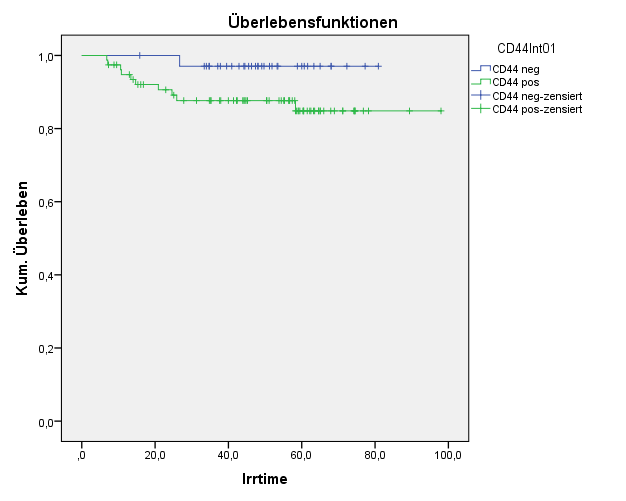 Überlebensfunktionen
CD44Int01
CD44 neg
CD44 pos
CD44 neg-zensiert
CD44 pos-zensiert
Kum. Überleben
1,0
0,8
0,6
0,4
0,2
0,0
,0 20,0 40,0 60,0 80,0 100,0
Irrtime